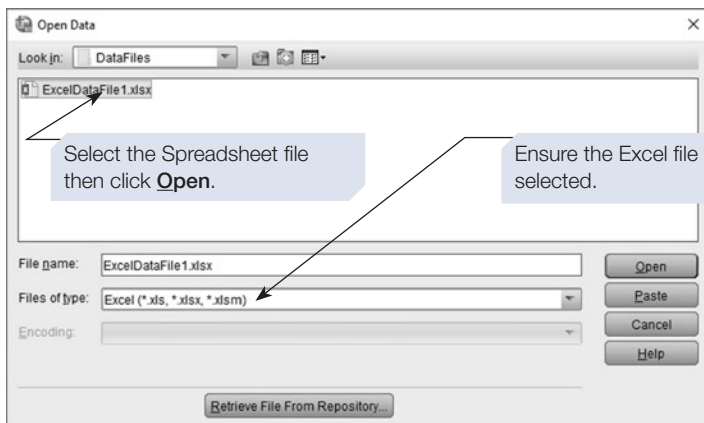 Open Data
Look in: DataFiles
ExcelDataFile1.xlsx
Select the Spreadsheet file
then click Open.
Ensure the Excel file
selected.
File name: ExcelDataFile1.xlsx
Open
Files of type: Excel (*.xls, *.xlsx, *.xlsm)
Paste
Encoding:
Cancel
Help
Retrieve File From Repository...